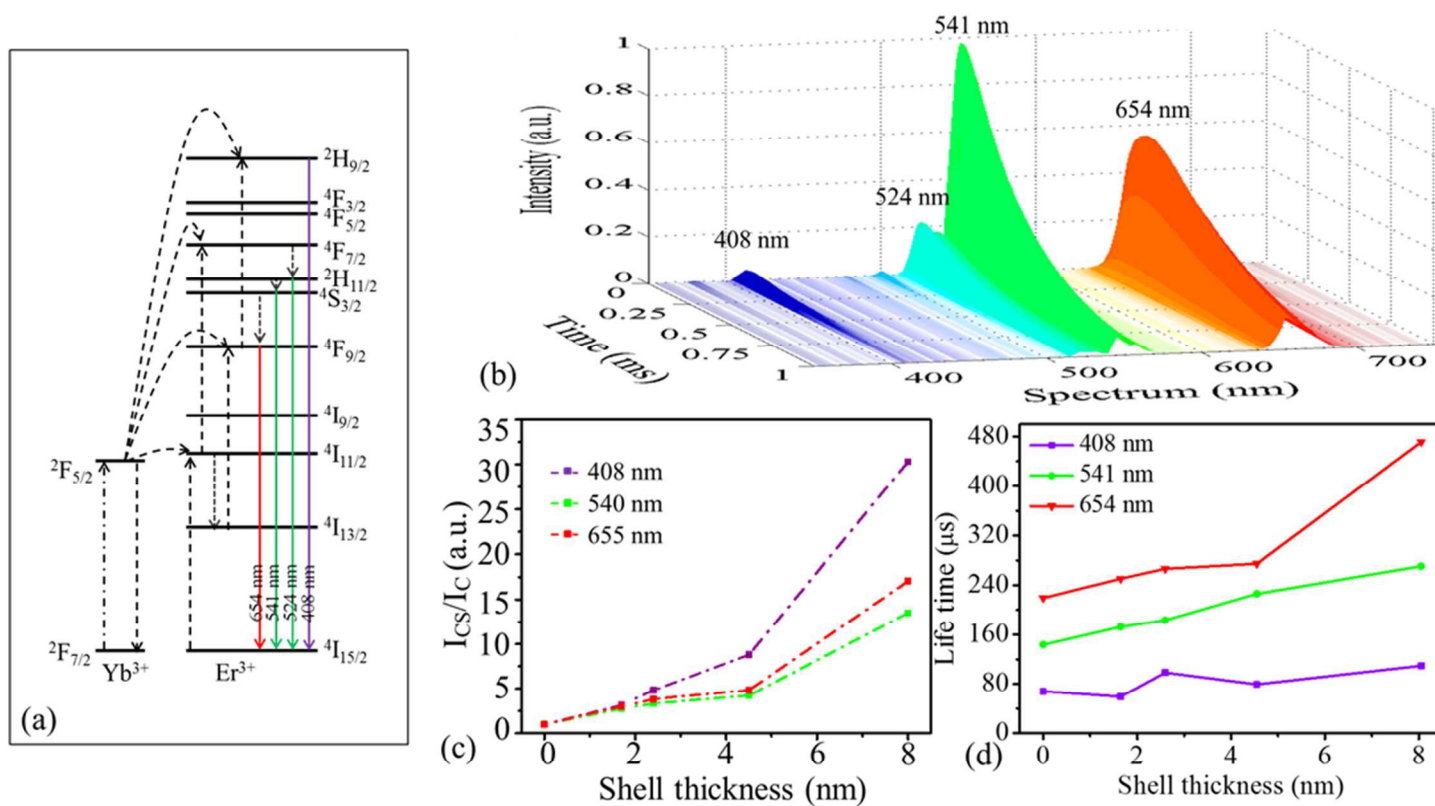 ²H₉/₂
⁴F₃/₂
⁴F₅/₂
⁴F₇/₂
²H₁₁/₂
⁴S₃/₂
⁴F₉/₂
⁴I₉/₂
⁴I₁₁/₂
²F₅/₂
⁴I₁₃/₂
654 nm
541 nm
524 nm
408 nm
²F₇/₂
⁴I₁₅/₂
Yb³⁺
Er³⁺
(a)
541 nm
654 nm
524 nm
408 nm
Intensity (a.u.)
1
0.8
0.6
0.4
0.2
0
0
0.25
0.5
0.75
1
Time (ms)
400
500
600
700
Spectrum (nm)
(b)
35
30
25
20
15
10
5
0
I_CS/I_C (a.u.)
408 nm
540 nm
655 nm
0 2 4 6 8
Shell thickness (nm)
(c)
480
400
320
240
160
80
0
Life time (μs)
408 nm
541 nm
654 nm
0 2 4 6 8
Shell thickness (nm)
(d)